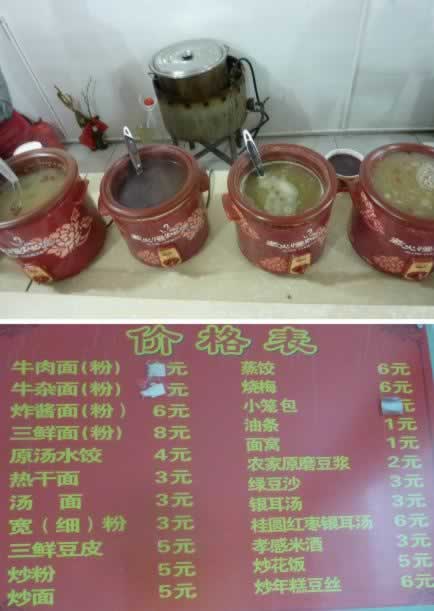 价格表
牛肉面(粉) 元
牛杂面(粉) 元
炸酱面(粉) 6元
三鲜面(粉) 8元
原汤水饺 4元
热干面 3元
汤 面 3元
宽(细)粉 3元
三鲜豆皮 5元
炒粉 5元
炒面 5元
蒸饺 6元
烧梅 6元
小笼包 元
油条 1元
面窝 1元
农家原磨豆浆 2元
绿豆沙 3元
银耳汤 3元
桂圆红枣银耳汤 6元
孝感米酒 3元
炒花饭 5元
炒年糕豆丝 6元